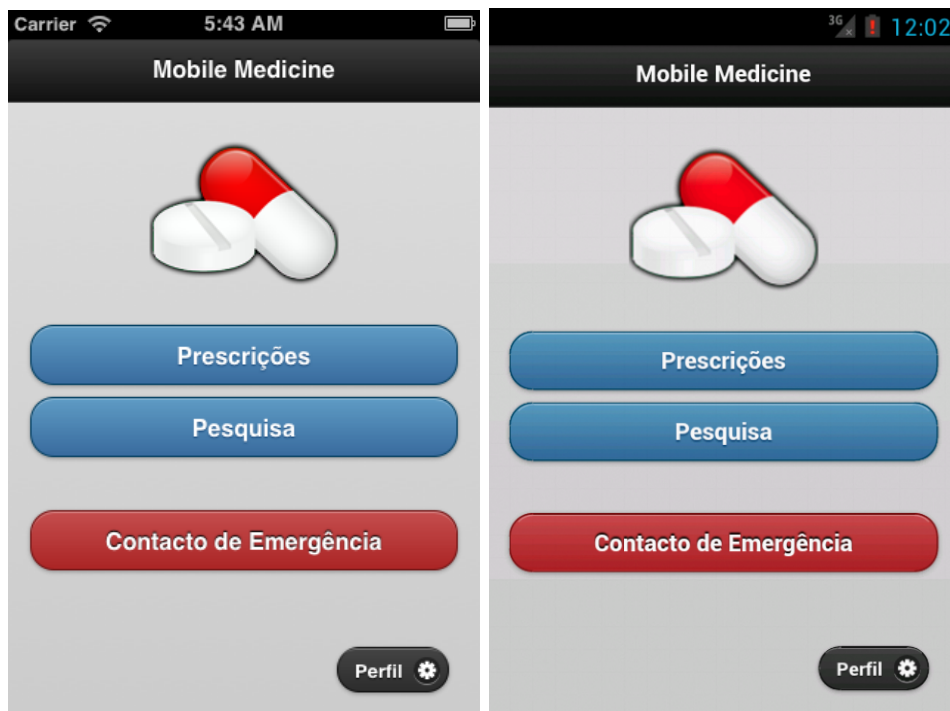 Carrier 5:43 AM
Mobile Medicine
Prescrições
Pesquisa
Contacto de Emergência
Perfil
3G 12:02
Mobile Medicine
Prescrições
Pesquisa
Contacto de Emergência
Perfil